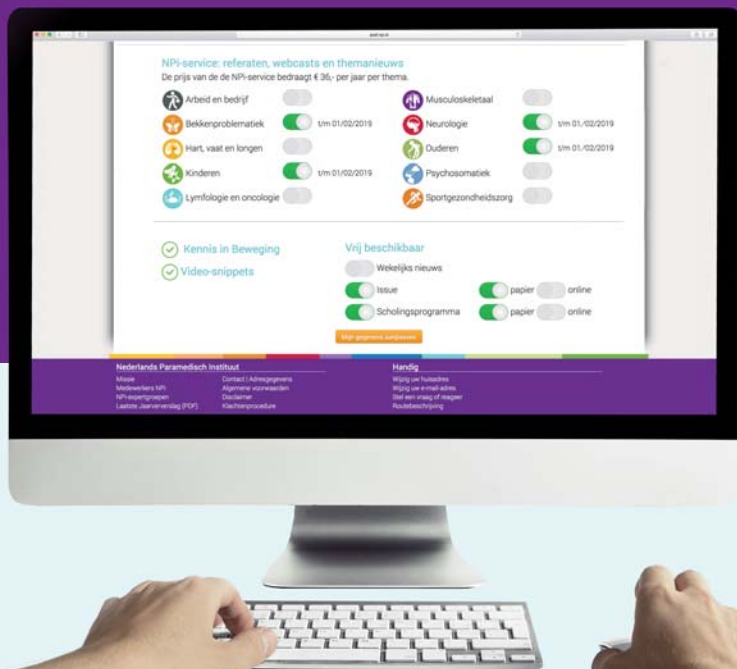 NPi-service: referaten, webcasts en themanieuws
De prijs van de de NPi-service bedraagt € 36,- per jaar per thema.
Arbeid en bedrijf
Musculoskeletaal
Bekkenproblematiek t/m 01/02/2019
Neurologie t/m 01/02/2019
Hart, vaat en longen
Ouderen t/m 01/02/2019
Kinderen t/m 01/02/2019
Psychosomatiek
Lymfologie en oncologie
Sportgezondheidszorg
Kennis in Beweging
Video-snippets
Vrij beschikbaar
Wekelijks nieuws
Issue papier online
Scholingsprogramma papier online
Mijn gegevens aanpassen
Nederlands Paramedisch Instituut
Missie
Medewerkers NPi
NPi-expertgroepen
Laatste Jaarververslag (PDF)
Contact | Adresgegevens
Algemene voorwaarden
Disclaimer
Klachtenprocedure
Handig
Wijzig uw huisadres
Wijzig uw e-mail-adres
Stel een vraag of reageer
Routebeschrijving